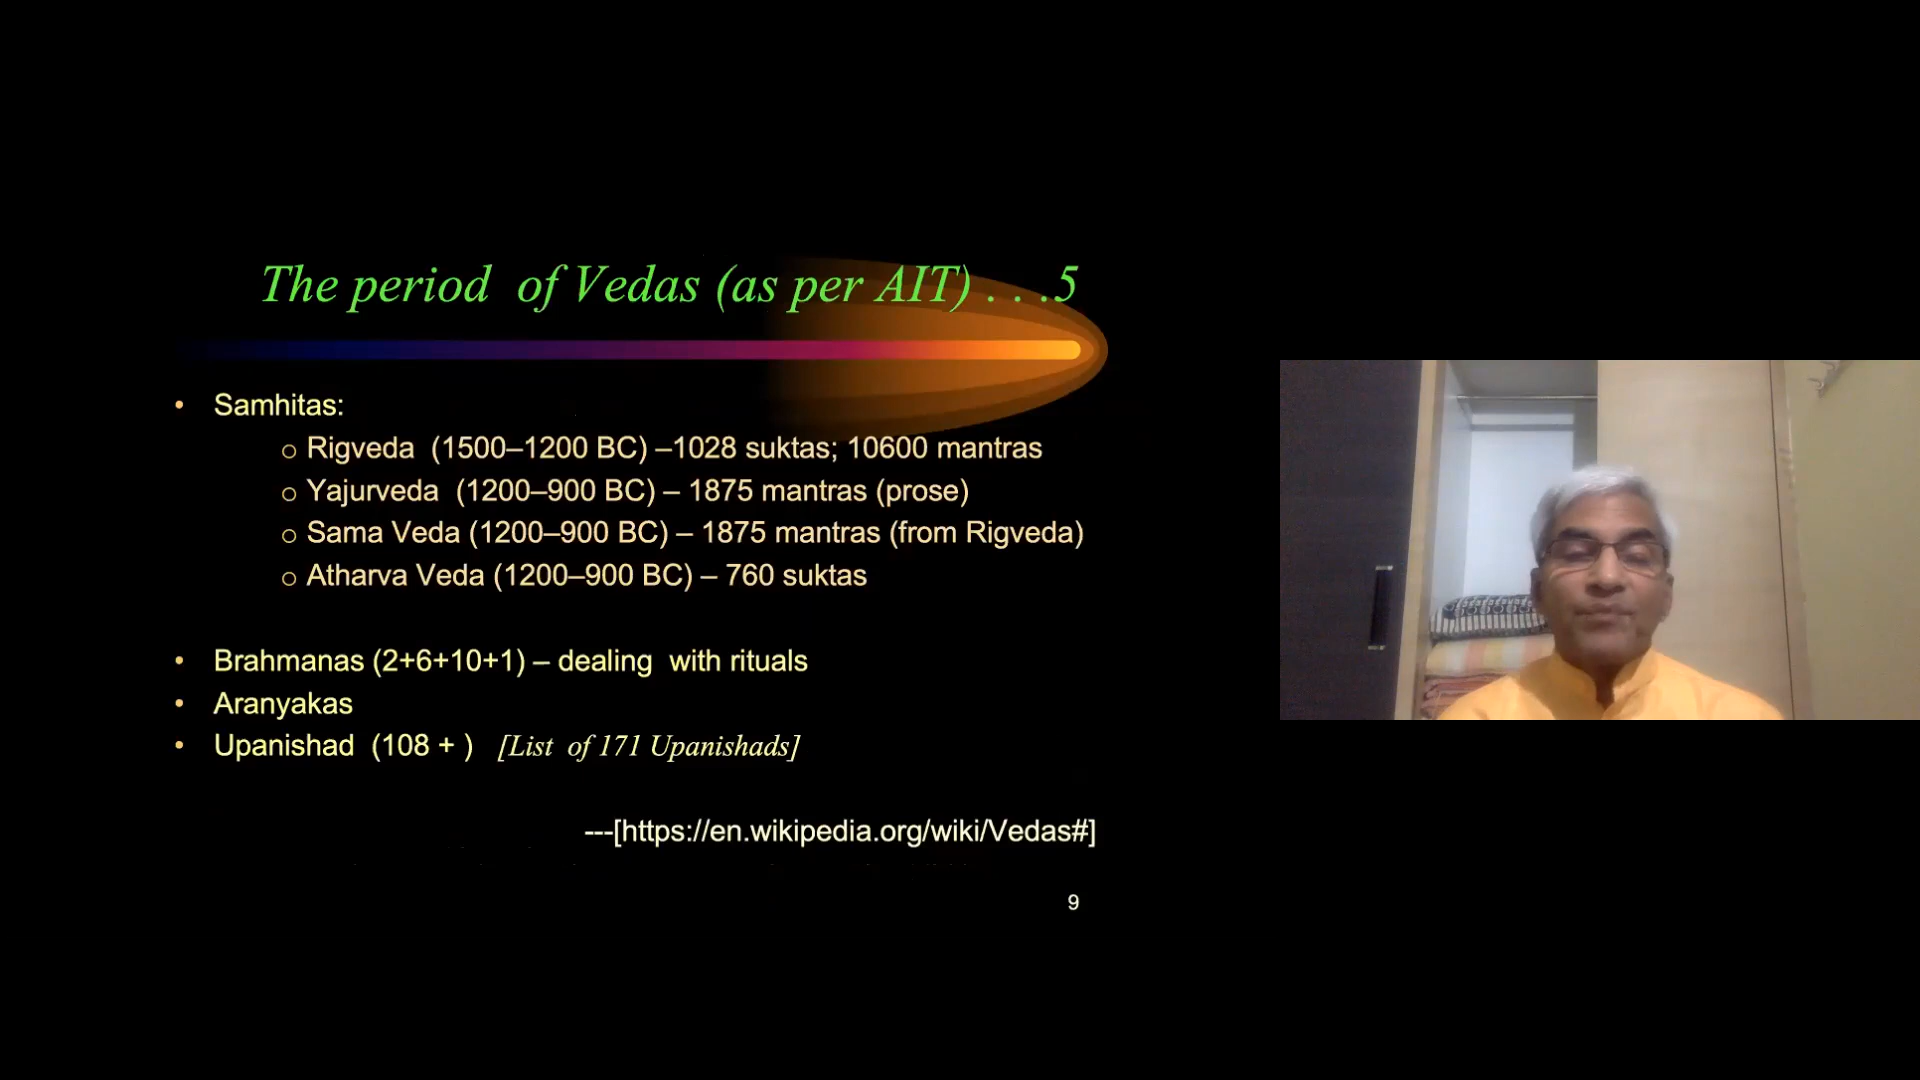 The period of Vedas (as per AIT) . . .5
• Samhitas:
o Rigveda (1500–1200 BC) –1028 suktas; 10600 mantras
o Yajurveda (1200–900 BC) – 1875 mantras (prose)
o Sama Veda (1200–900 BC) – 1875 mantras (from Rigveda)
o Atharva Veda (1200–900 BC) – 760 suktas
• Brahmanas (2+6+10+1) – dealing with rituals
• Aranyakas
• Upanishad (108 + ) [List of 171 Upanishads]
---[https://en.wikipedia.org/wiki/Vedas#]
9